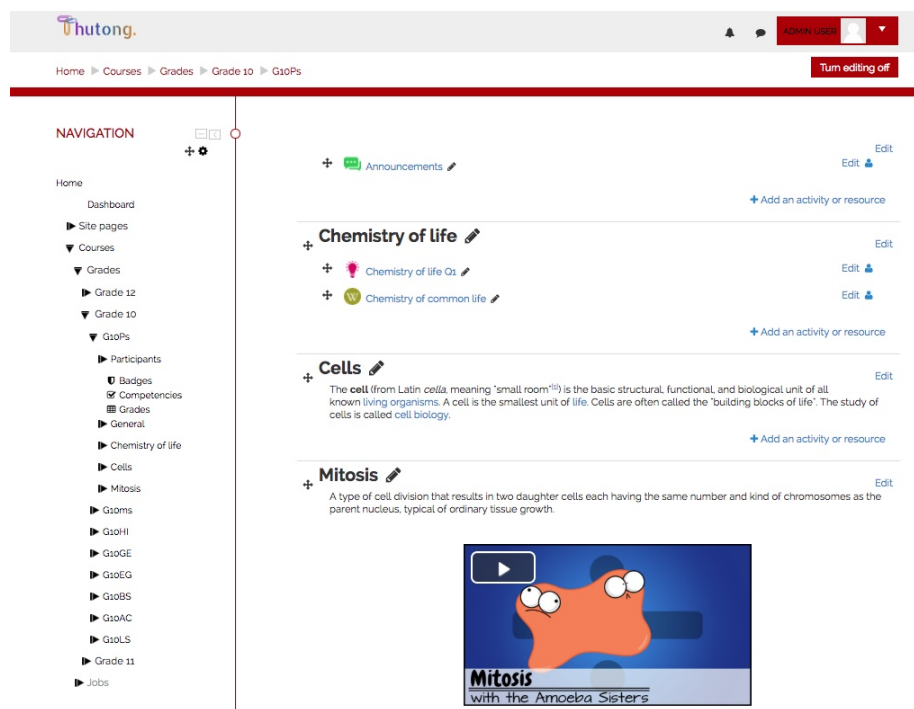 Thutong.
ADMIN USER
Home Courses Grades Grade 10 G10Ps
Turn editing off
NAVIGATION
Home
Dashboard
Site pages
Courses
Grades
Grade 12
Grade 10
G10Ps
Participants
Badges
Competencies
Grades
General
Chemistry of life
Cells
Mitosis
G10ms
G10HI
G10GE
G10EG
G10BS
G10AC
G10LS
Grade 11
Jobs
Edit
Announcements Edit
+ Add an activity or resource
Chemistry of life
Edit
Chemistry of life Q1 Edit
W Chemistry of common life Edit
+ Add an activity or resource
Cells
Edit
The cell (from Latin cella, meaning "small room"[1]) is the basic structural, functional, and biological unit of all
known living organisms. A cell is the smallest unit of life. Cells are often called the "building blocks of life". The study of
cells is called cell biology.
+ Add an activity or resource
Mitosis
Edit
A type of cell division that results in two daughter cells each having the same number and kind of chromosomes as the
parent nucleus, typical of ordinary tissue growth.
Mitosis
with the Amoeba Sisters